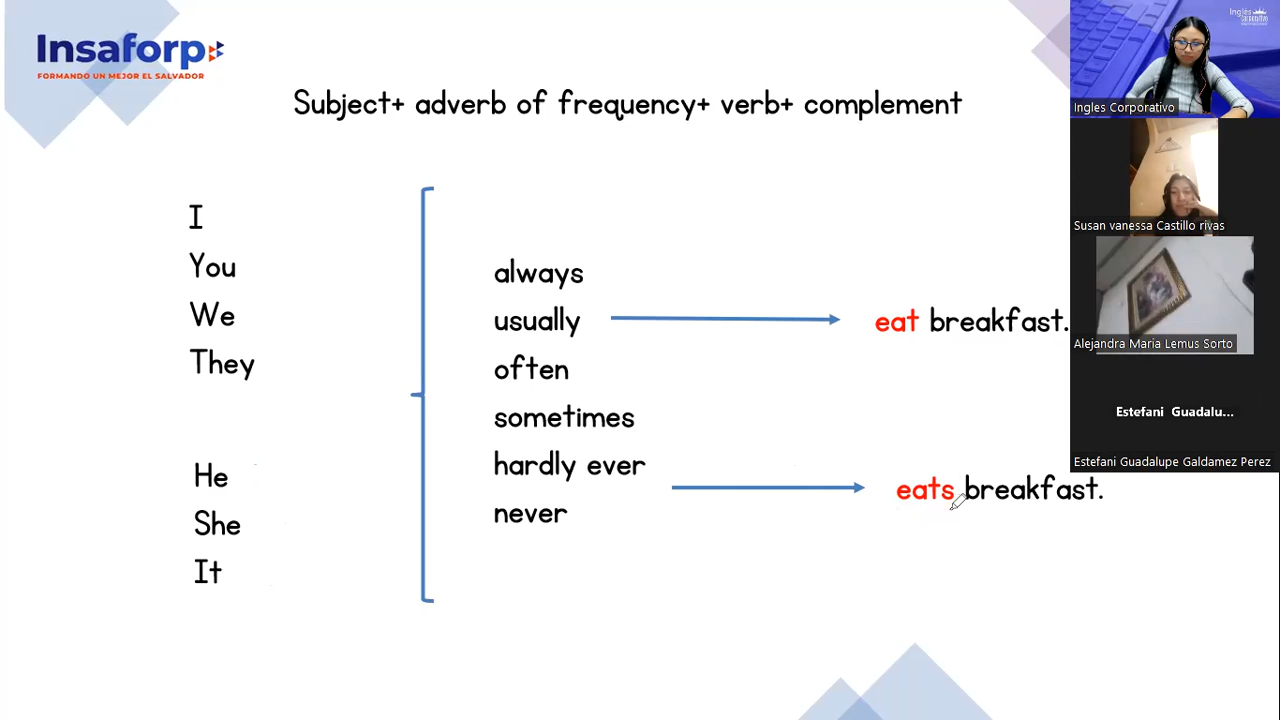 Insaforp
FORMANDO UN MEJOR EL SALVADOR
Subject+ adverb of frequency+ verb+ complement
I
You
We
They
He
She
It
always
usually
often
sometimes
hardly ever
never
eat breakfast.
eats breakfast.
Ingles Corporativo
Susan vanessa Castillo rivas
Alejandra Maria Lemus Sorto
Estefani Guadalu...
Estefani Guadalupe Galdamez Perez
Inglés